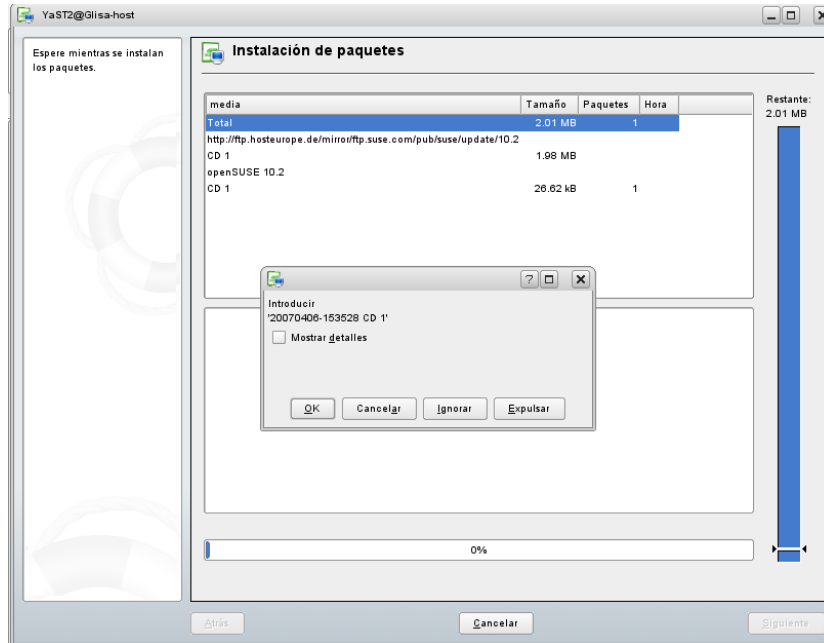 YaST2@Glisa-host
Espere mientras se instalan
los paquetes.
Instalación de paquetes
media Tamaño Paquetes Hora
Total 2.01 MB 1
http://ftp.hosteurope.de/mirror/ftp.suse.com/pub/suse/update/10.2
CD 1 1.98 MB
openSUSE 10.2
CD 1 26.62 kB 1
Restante:
2.01 MB
Introducir
'20070406-153528 CD 1'
Mostrar detalles
OK Cancelar Ignorar Expulsar
0%
Atrás Cancelar Siguiente